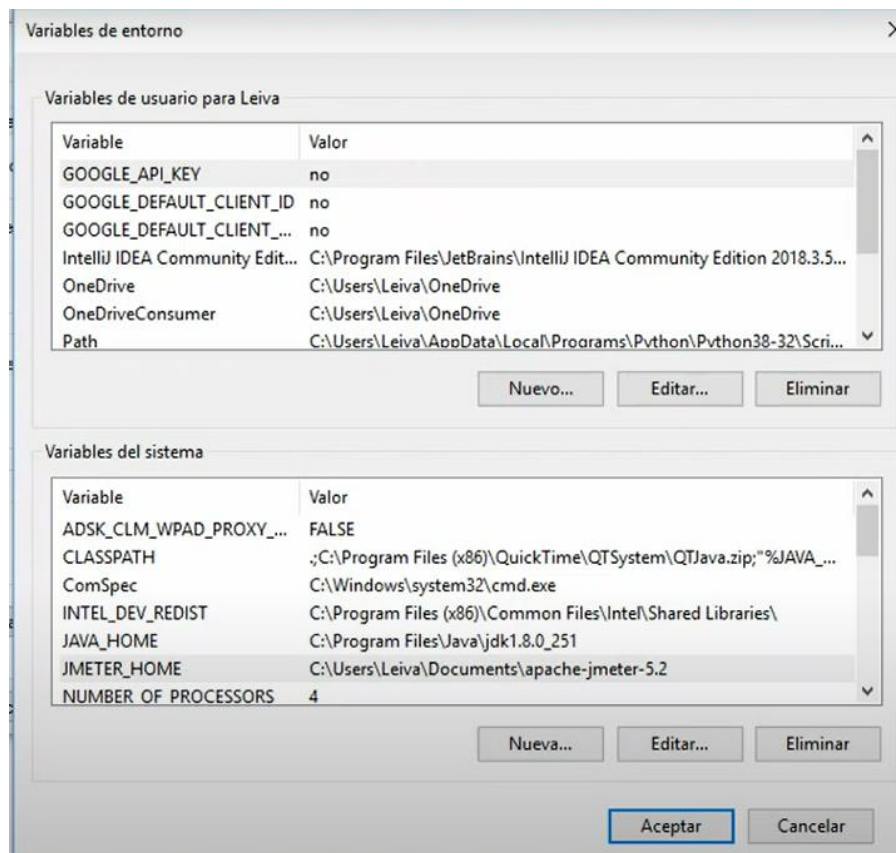 Variables de entorno
Variables de usuario para Leiva
Variable Valor
GOOGLE_API_KEY no
GOOGLE_DEFAULT_CLIENT_ID no
GOOGLE_DEFAULT_CLIENT_... no
IntelliJ IDEA Community Edit... C:\Program Files\JetBrains\IntelliJ IDEA Community Edition 2018.3.5...
OneDrive C:\Users\Leiva\OneDrive
OneDriveConsumer C:\Users\Leiva\OneDrive
Path C:\Users\Leiva\AppData\Local\Programs\Python\Python38-32\Scri...
Nuevo... Editar... Eliminar
Variables del sistema
Variable Valor
ADSK_CLM_WPAD_PROXY_... FALSE
CLASSPATH .;C:\Program Files (x86)\QuickTime\QTSystem\QTJava.zip;"%JAVA_...
ComSpec C:\Windows\system32\cmd.exe
INTEL_DEV_REDIST C:\Program Files (x86)\Common Files\Intel\Shared Libraries\
JAVA_HOME C:\Program Files\Java\jdk1.8.0_251
JMETER_HOME C:\Users\Leiva\Documents\apache-jmeter-5.2
NUMBER_OF_PROCESSORS 4
Nueva... Editar... Eliminar
Aceptar Cancelar